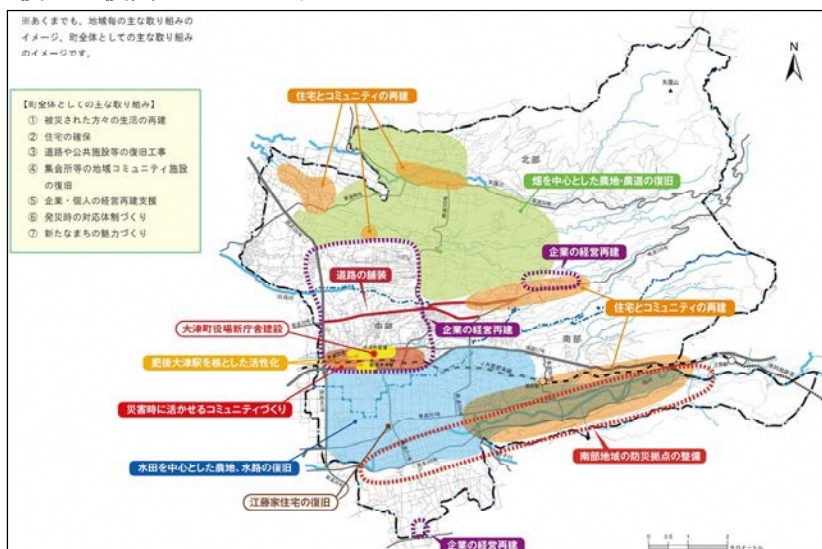 ※あくまでも、地域毎の主な取り組みの
イメージ、町全体としての主な取り組み
のイメージです。
【町全体としての主な取り組み】
① 被災された方々の生活の再建
② 住宅の確保
③ 道路や公共施設等の復旧工事
④ 集会所等の地域コミュニティ施設
の復旧
⑤ 企業・個人の経営再建支援
⑥ 発災時の対応体制づくり
⑦ 新たなまちの魅力づくり
N
住宅とコミュニティの再建
北部
畑を中心とした農地・農道の復旧
企業の経営再建
道路の舗装
住宅とコミュニティの再建
企業の経営再建
大津町役場新庁舎建設
中部
南部
肥後大津駅を核とした活性化
災害時に活かせるコミュニティづくり
水田を中心とした農地、水路の復旧
南部地域の防災拠点の整備
江藤家住宅の復旧
企業の経営再建